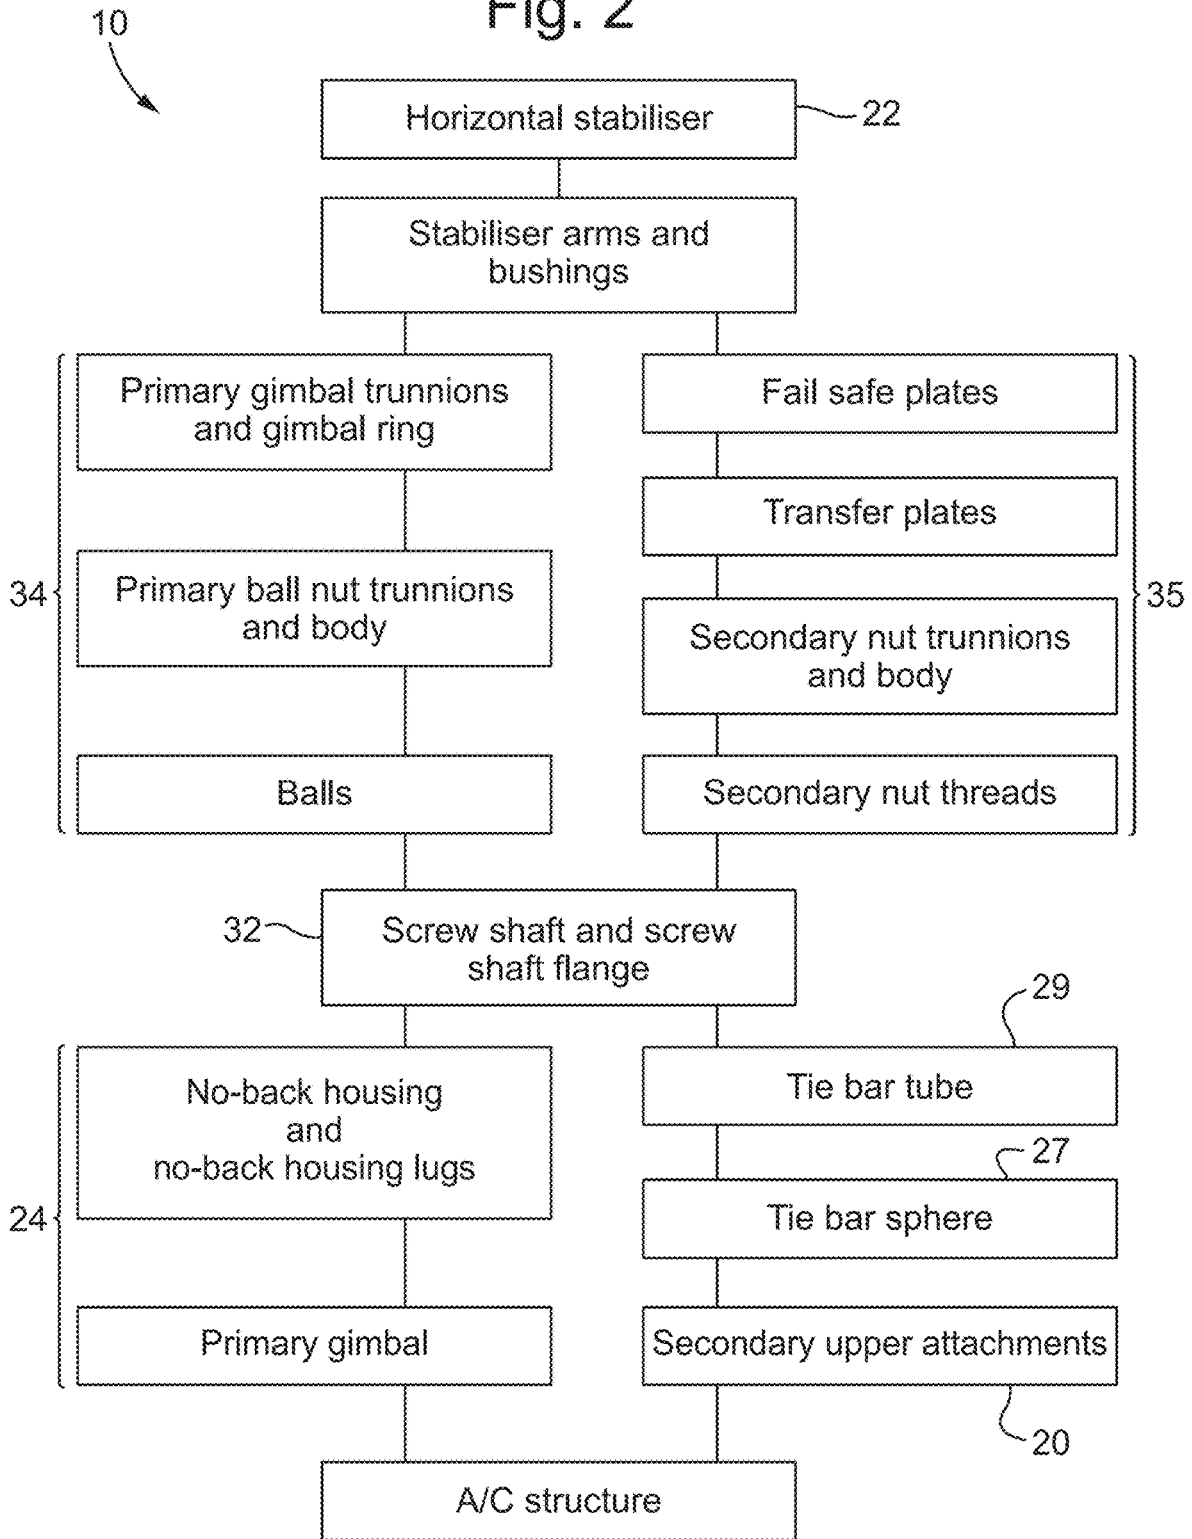 Fig. 2
10
Horizontal stabiliser
22
Stabiliser arms and
bushings
Primary gimbal trunnions
and gimbal ring
Fail safe plates
Transfer plates
34
Primary ball nut trunnions
and body
Secondary nut trunnions
and body
35
Balls
Secondary nut threads
32
Screw shaft and screw
shaft flange
29
No-back housing
and
no-back housing lugs
Tie bar tube
27
24
Tie bar sphere
Primary gimbal
Secondary upper attachments
20
A/C structure